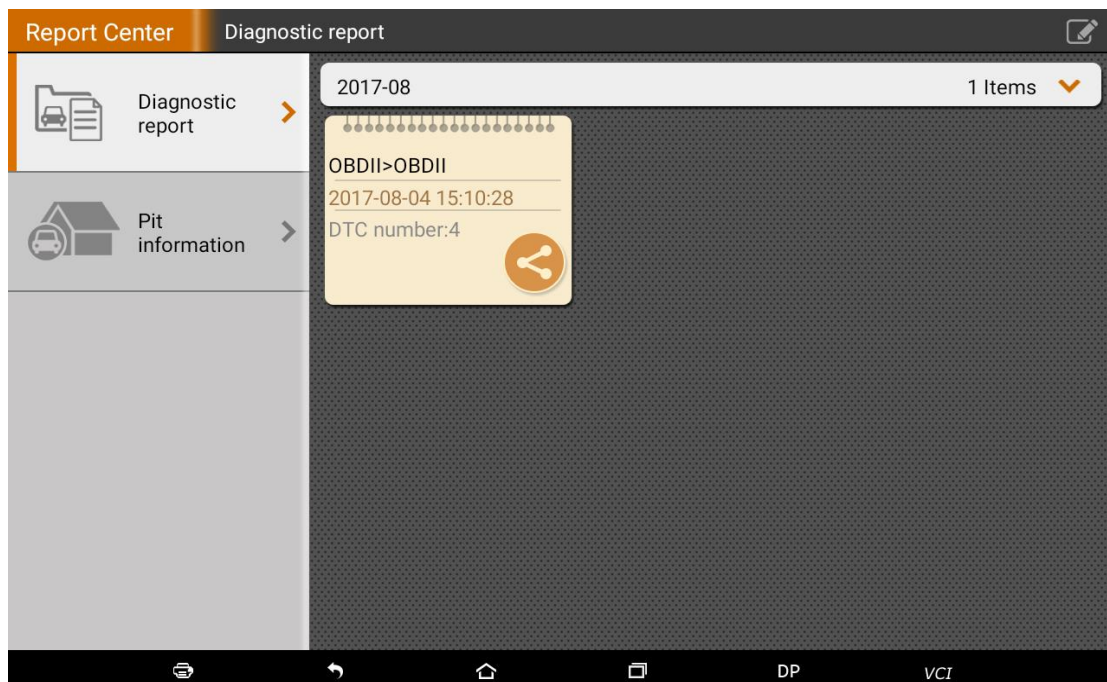 Report Center
Diagnostic report
Diagnostic
report
Pit
information
2017-08
1 Items
OBDII>OBDII
2017-08-04 15:10:28
DTC number:4
DP
VCI